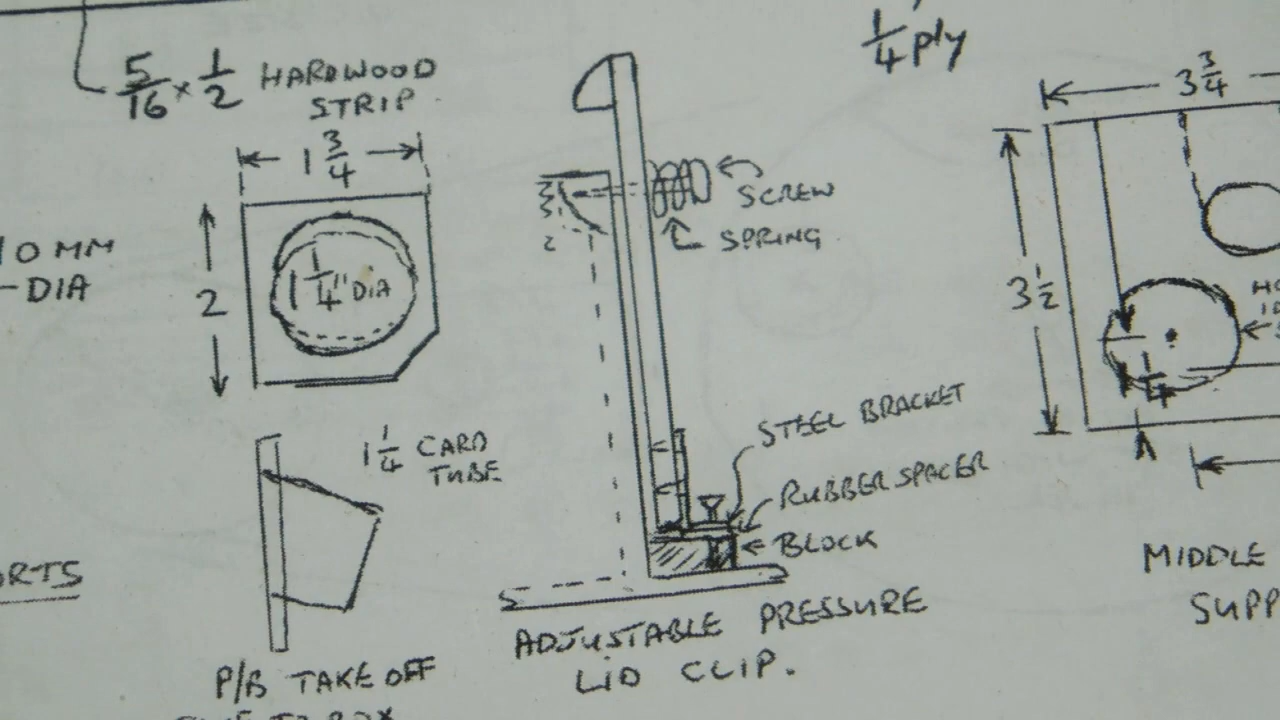 1/4 ply
5/16 x 1/2 HARDWOOD
STRIP
3 3/4
1 3/4
SCREW
SPRING
10 MM
DIA
2
1 1/4" DIA
3 1/2
1/4
STEEL BRACKET
1 1/4 CARD
TUBE
RUBBER SPACER
BLOCK
MIDDLE
ADJUSTABLE PRESSURE
LID CLIP.
P/B TAKE OFF